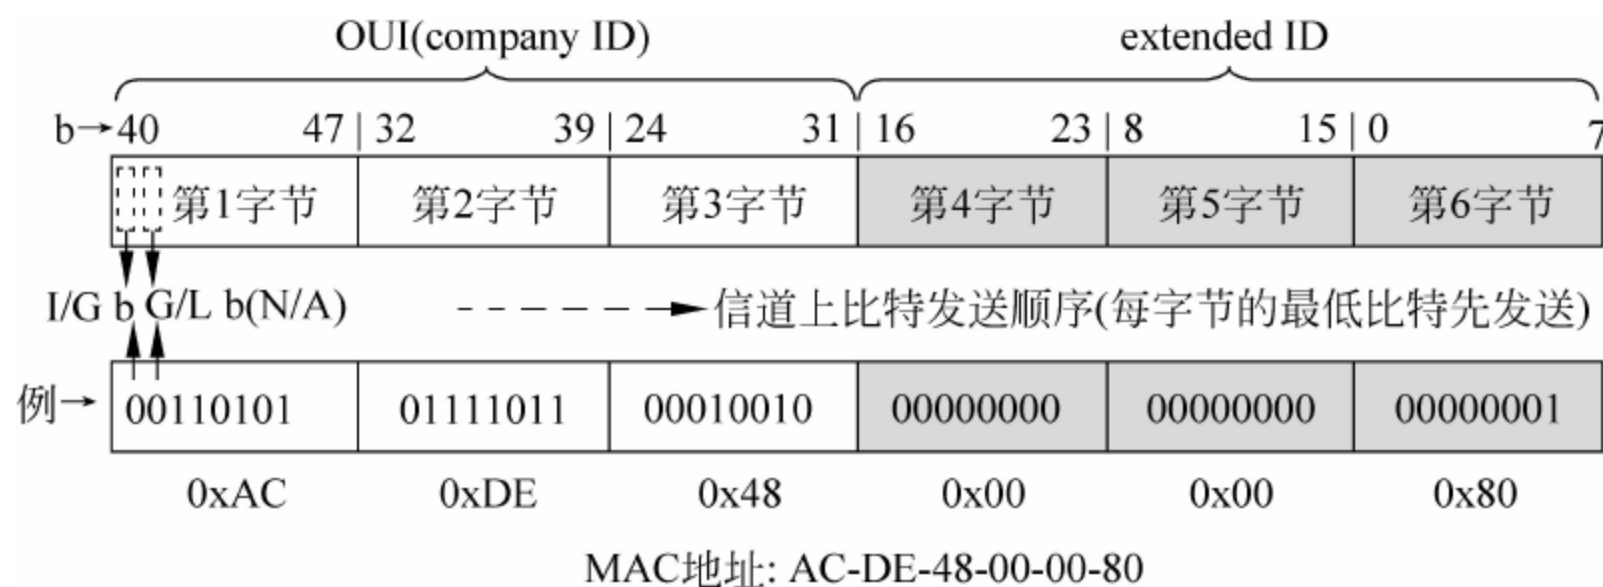 OUI(company ID) extended ID
b→40 47 | 32 39 | 24 31 | 16 23 | 8 15 | 0 7
第1字节 第2字节 第3字节 第4字节 第5字节 第6字节
I/G b G/L b(N/A) 信道上比特发送顺序(每字节的最低比特先发送)
例→ 00110101 01111011 00010010 00000000 00000000 00000001
0xAC 0xDE 0x48 0x00 0x00 0x80
MAC地址: AC-DE-48-00-00-80